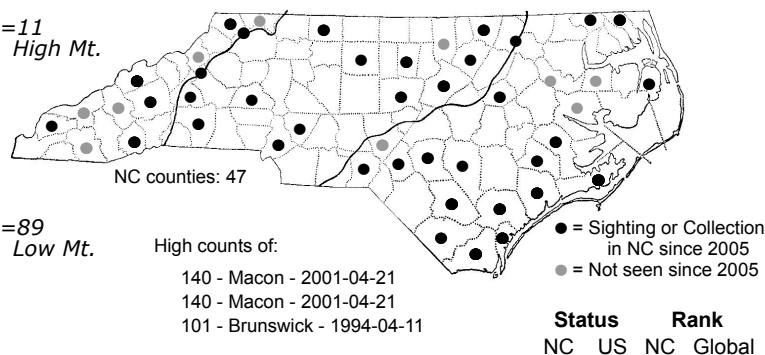 =11
High Mt.
NC counties: 47
=89
Low Mt.
High counts of:
140 - Macon - 2001-04-21
140 - Macon - 2001-04-21
101 - Brunswick - 1994-04-11
● = Sighting or Collection
in NC since 2005
● = Not seen since 2005
Status Rank
NC US NC Global